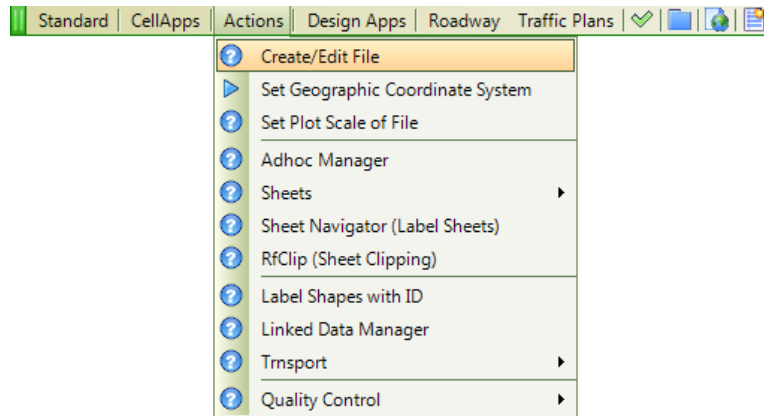 Standard | CellApps | Actions | Design Apps | Roadway Traffic Plans
Create/Edit File
Set Geographic Coordinate System
Set Plot Scale of File
Adhoc Manager
Sheets
Sheet Navigator (Label Sheets)
RfClip (Sheet Clipping)
Label Shapes with ID
Linked Data Manager
Trnsport
Quality Control